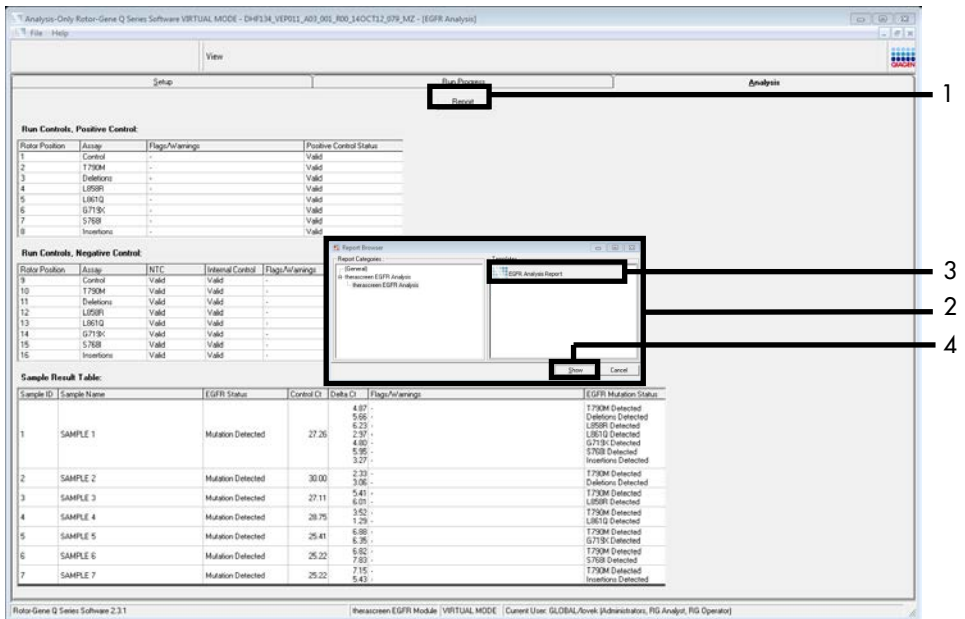 Analysis-Only Rotor-Gene Q Series Software VIRTUAL MODE - DHF134_VEP011_A03_001_R00_14OCT12_079_MZ - [EGFR Analysis]
File Help
View
QIAGEN
Setup Run Progress Analysis
Report
1
Run Controls, Positive Control:
Rotor Position Assay Flags/Warnings Positive Control Status
1 Control - Valid
2 T790M - Valid
3 Deletions - Valid
4 L858R - Valid
5 L861Q - Valid
6 G719X - Valid
7 S768I - Valid
8 Insertions - Valid
Report Browser
Report Categories: Templates:
(General)
therascreen EGFR Analysis
therascreen EGFR Analysis
EGFR Analysis Report
3
2
Show Cancel
4
Run Controls, Negative Control:
Rotor Position Assay NTC Internal Control Flags/Warnings
9 Control Valid Valid -
10 T790M Valid Valid -
11 Deletions Valid Valid -
12 L858R Valid Valid -
13 L861Q Valid Valid -
14 G719X Valid Valid -
15 S768I Valid Valid -
16 Insertions Valid Valid -
Sample Result Table:
Sample ID Sample Name EGFR Status Control Ct Delta Ct Flags/Warnings EGFR Mutation Status
1 SAMPLE 1 Mutation Detected 27.26
4.87 - T790M Detected
5.66 - Deletions Detected
6.23 - L858R Detected
2.97 - L861Q Detected
4.80 - G719X Detected
5.95 - S768I Detected
3.27 - Insertions Detected
2 SAMPLE 2 Mutation Detected 30.00
2.33 - T790M Detected
3.06 - Deletions Detected
3 SAMPLE 3 Mutation Detected 27.11
5.41 - T790M Detected
6.01 - L858R Detected
4 SAMPLE 4 Mutation Detected 28.75
3.52 - T790M Detected
1.29 - L861Q Detected
5 SAMPLE 5 Mutation Detected 25.41
6.88 - T790M Detected
6.35 - G719X Detected
6 SAMPLE 6 Mutation Detected 25.22
6.82 - T790M Detected
7.83 - S768I Detected
7 SAMPLE 7 Mutation Detected 25.22
7.15 - T790M Detected
5.43 - Insertions Detected
Rotor-Gene Q Series Software 2.3.1 therascreen EGFR Module VIRTUAL MODE Current User: GLOBAL/lovek (Administrators, RG Analyst, RG Operator)